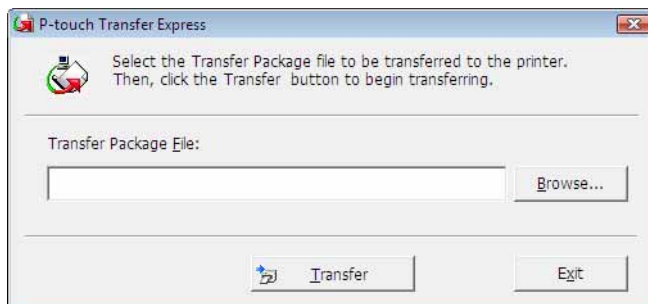 P-touch Transfer Express
Select the Transfer Package file to be transferred to the printer.
Then, click the Transfer button to begin transferring.
Transfer Package File:
Browse...
Transfer
Exit